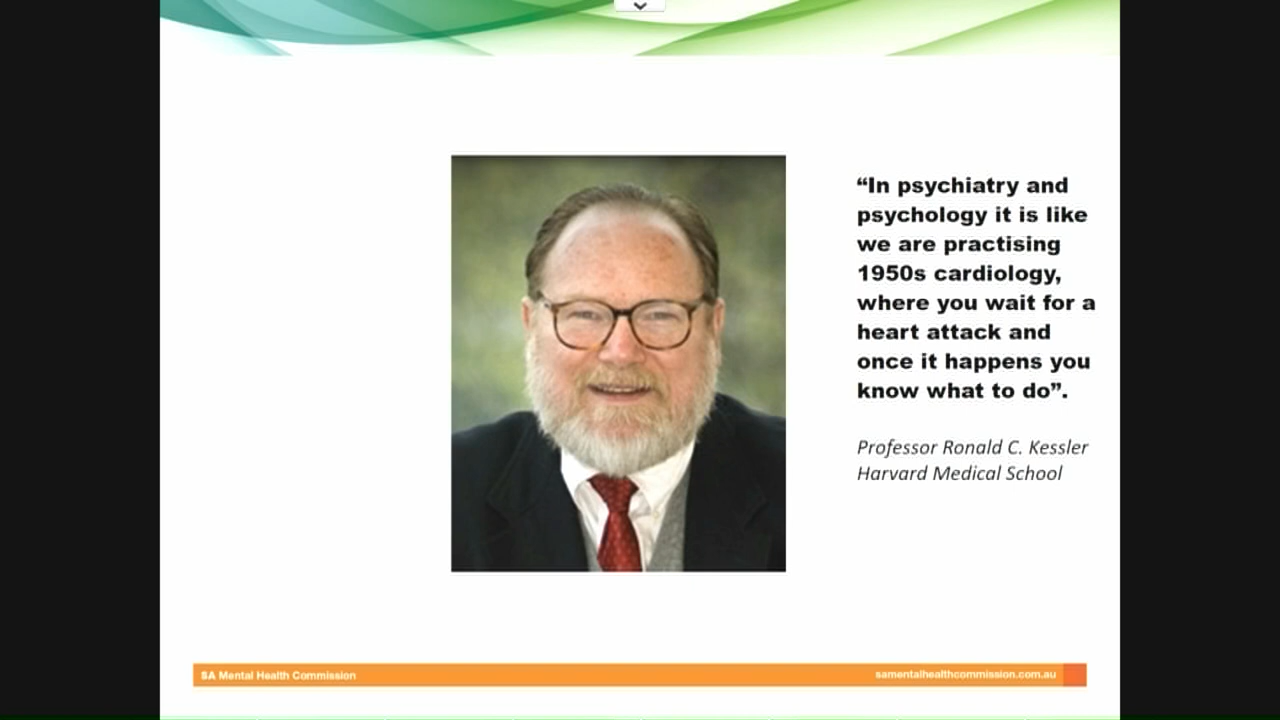 “In psychiatry and
psychology it is like
we are practising
1950s cardiology,
where you wait for a
heart attack and
once it happens you
know what to do”.
Professor Ronald C. Kessler
Harvard Medical School
SA Mental Health Commission
samentalhealthcommission.com.au